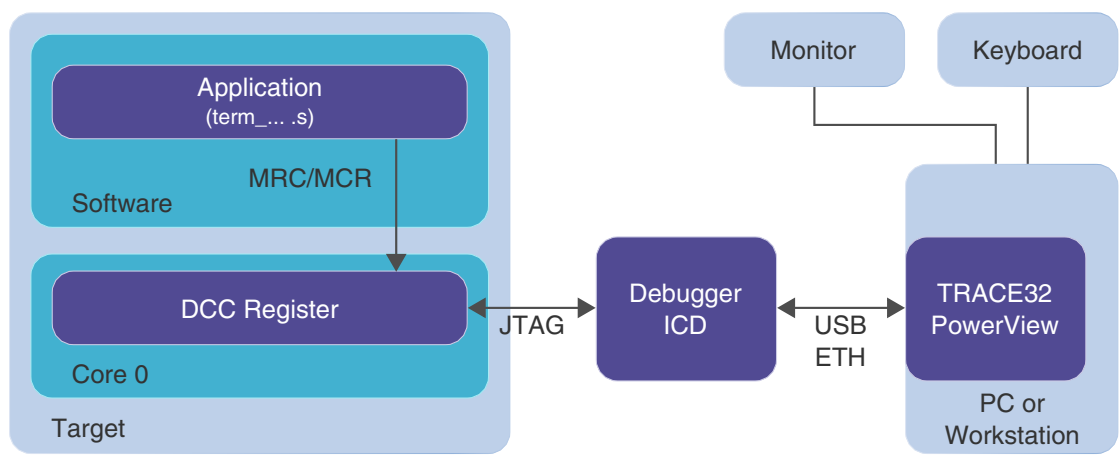 Application
(term_... .s)
MRC/MCR
Software
DCC Register
Core 0
Target
JTAG
Debugger
ICD
USB
ETH
Monitor
Keyboard
TRACE32
PowerView
PC or
Workstation